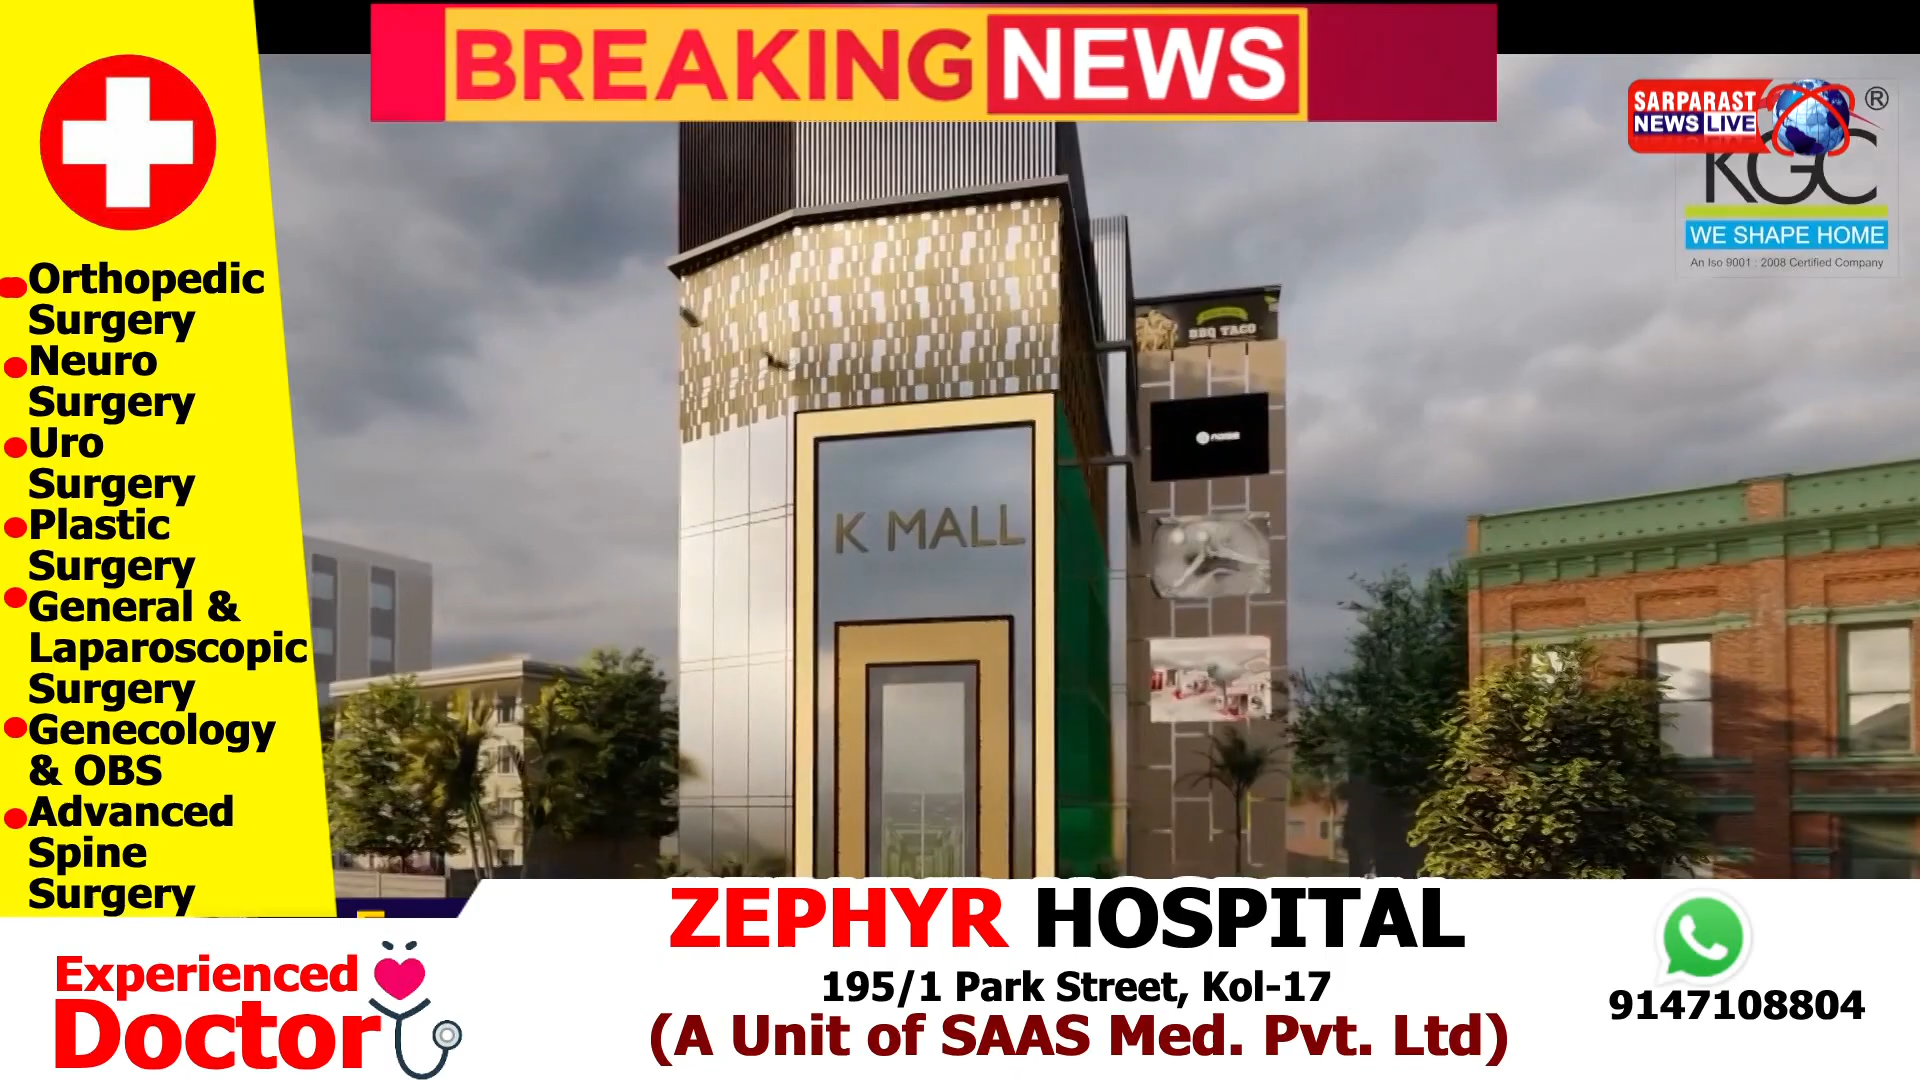 BREAKING NEWS
SARPARAST
NEWS LIVE
®
KGC
WE SHAPE HOME
An Iso 9001 : 2008 Certified Company
Orthopedic
Surgery
Neuro
Surgery
Uro
Surgery
Plastic
Surgery
General &
Laparoscopic
Surgery
Genecology
& OBS
Advanced
Spine
Surgery
BBQ TACO
noise
K MALL
Experienced
Doctor
ZEPHYR HOSPITAL
195/1 Park Street, Kol-17
(A Unit of SAAS Med. Pvt. Ltd)
9147108804